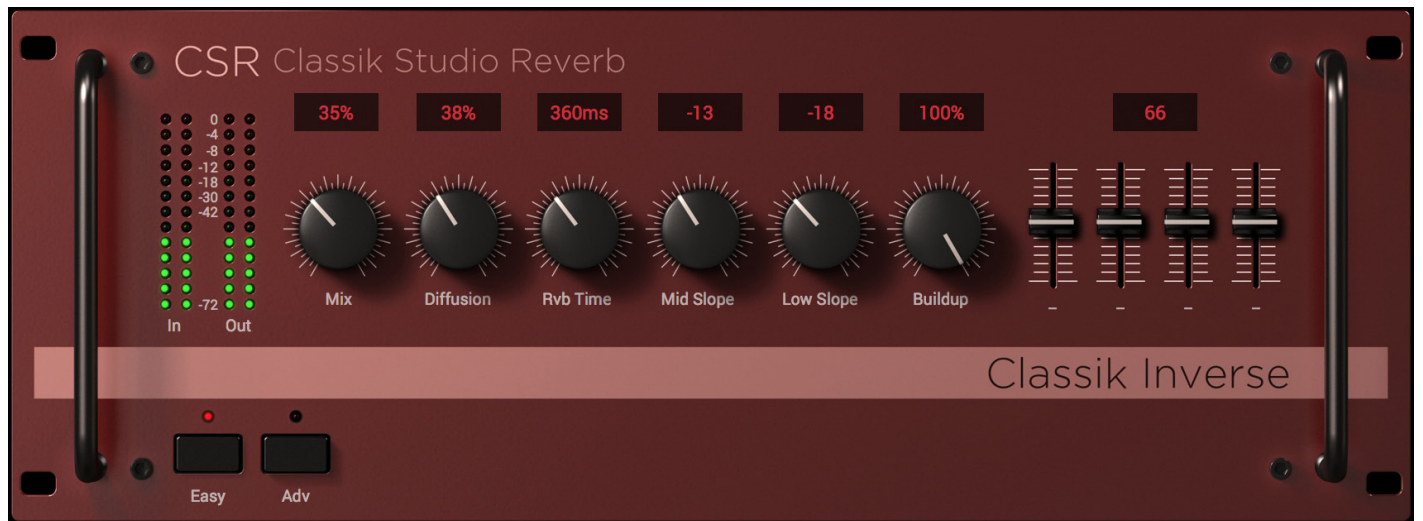 CSR Classik Studio Reverb
35% 38% 360ms -13 -18 100% 66
0
-4
-8
-12
-18
-30
-42
-72
In Out
Mix Diffusion Rvb Time Mid Slope Low Slope Buildup - - - -
Classik Inverse
Easy Adv